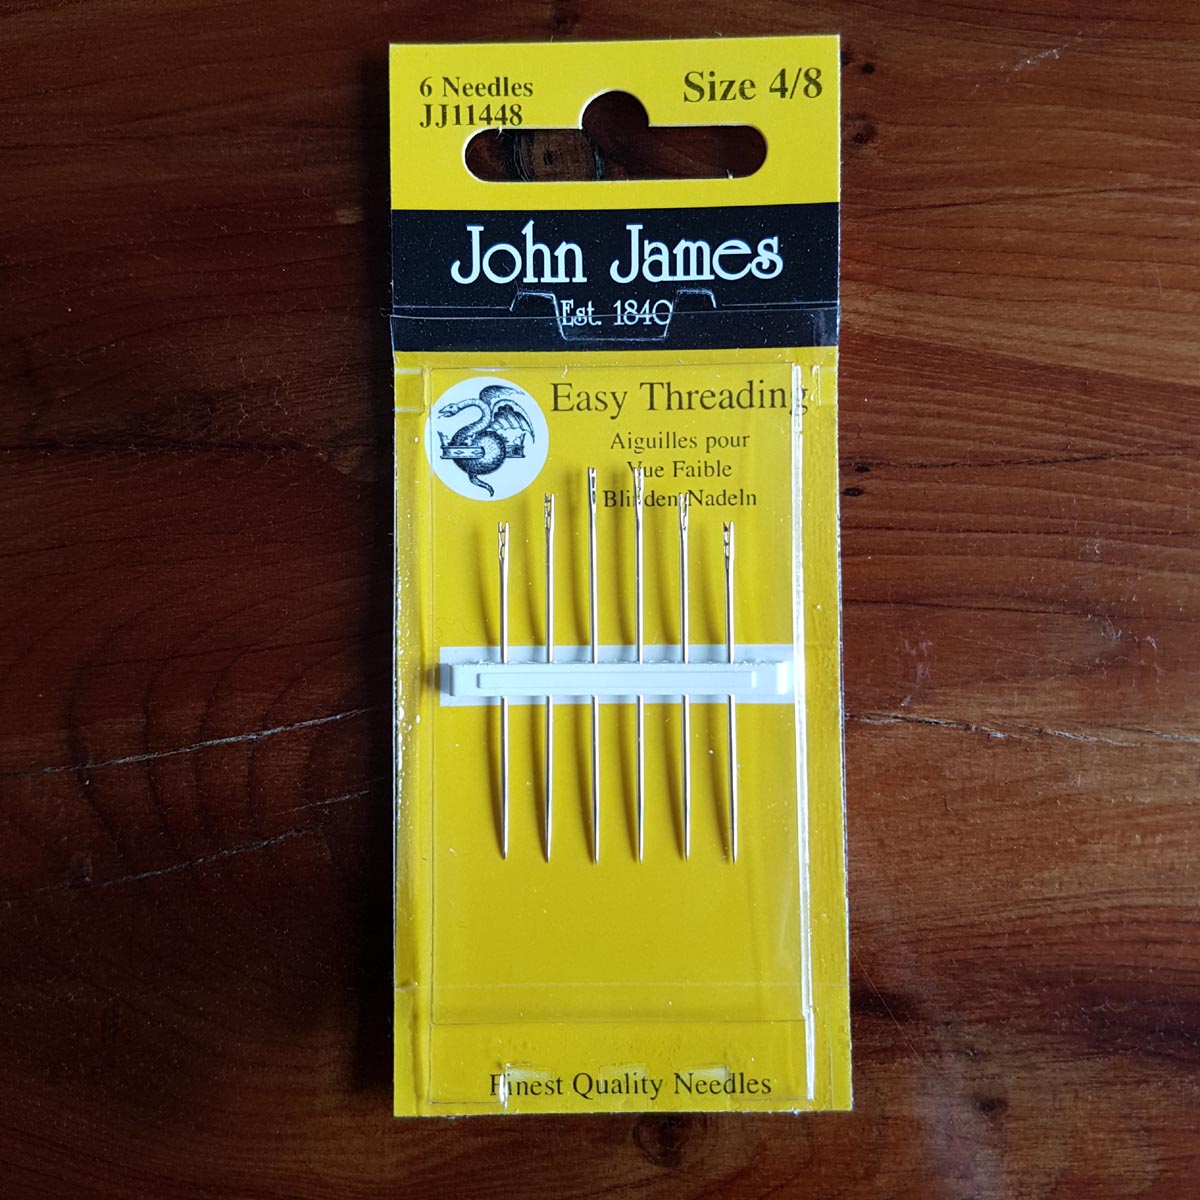 6 Needles
JJ11448
Size 4/8
John James
Est. 1840
Easy Threading
Aiguilles pour
Vue Faible
Blinden Nadeln
Finest Quality Needles